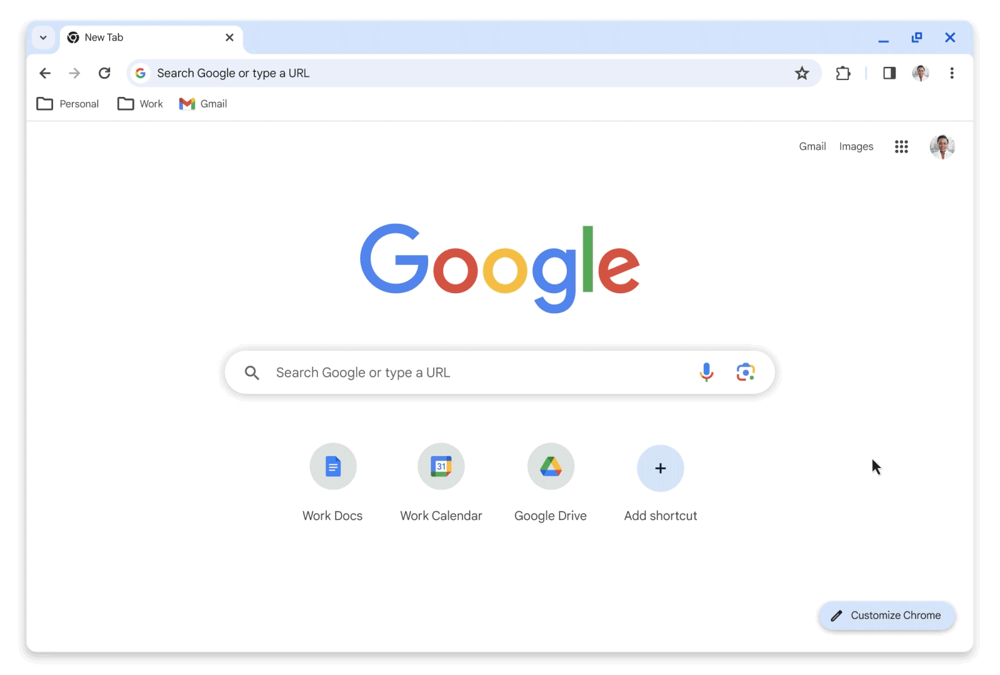 New Tab
Search Google or type a URL
Personal Work Gmail
Gmail Images
Google
Search Google or type a URL
31
Work Docs Work Calendar Google Drive Add shortcut
Customize Chrome